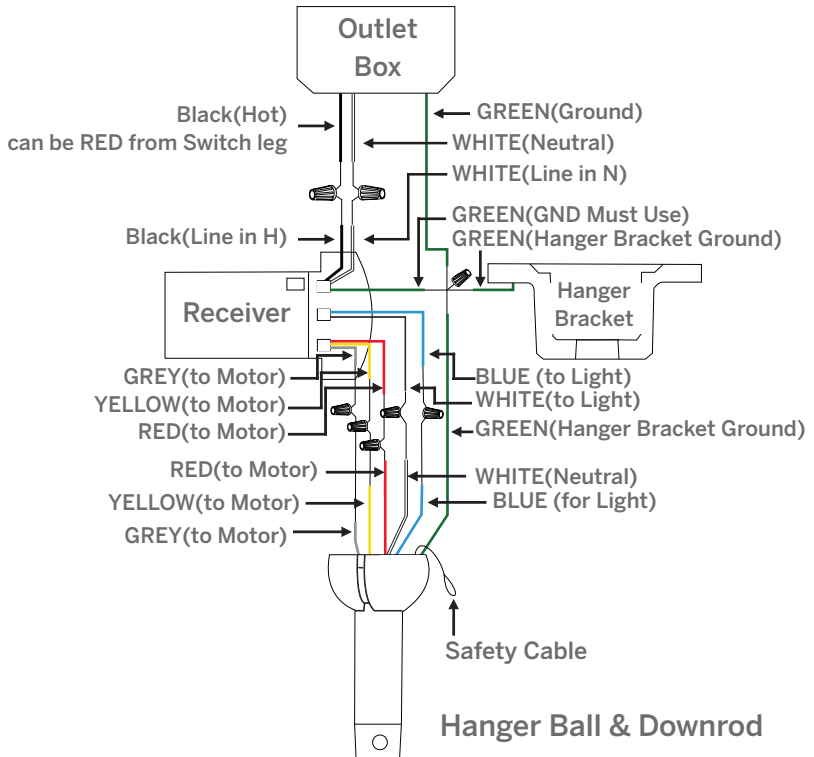 Outlet
Box
Black(Hot)
can be RED from Switch leg
GREEN(Ground)
WHITE(Neutral)
WHITE(Line in N)
GREEN(GND Must Use)
Black(Line in H)
GREEN(Hanger Bracket Ground)
Receiver
Hanger
Bracket
GREY(to Motor)
YELLOW(to Motor)
RED(to Motor)
BLUE (to Light)
WHITE(to Light)
GREEN(Hanger Bracket Ground)
RED(to Motor)
YELLOW(to Motor)
GREY(to Motor)
WHITE(Neutral)
BLUE (for Light)
Safety Cable
Hanger Ball & Downrod